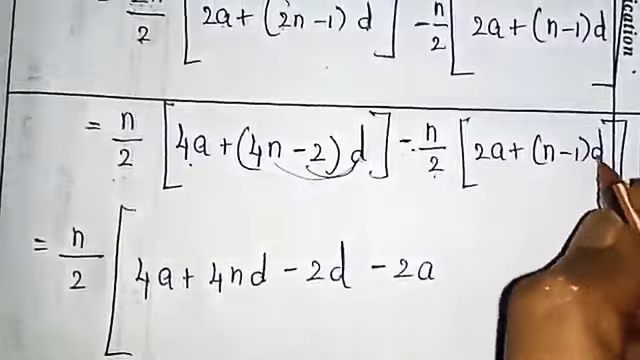 2n/2 [2a + (2n-1) d] - n/2 [2a + (n-1)d
= n/2 [4a + (4n - 2) d] - n/2 [2a + (n-1)d]
= n/2 [4a + 4nd - 2d - 2a